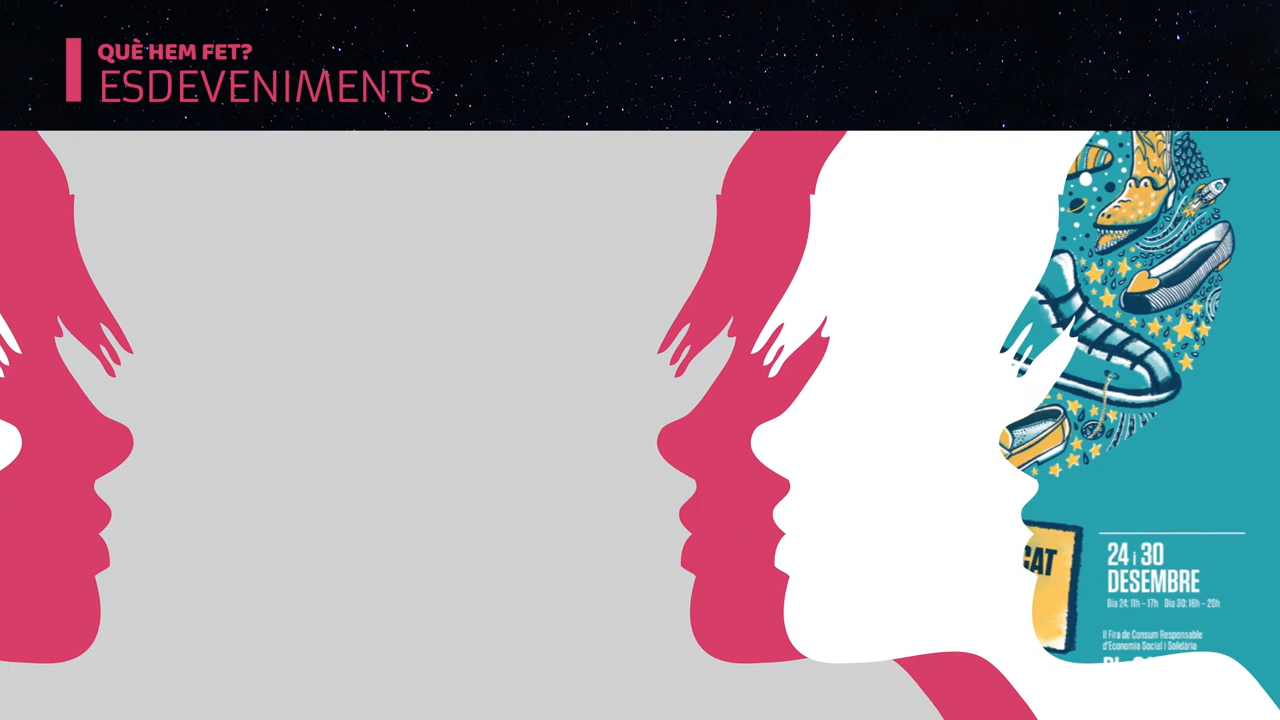 QUÈ HEM FET?
ESDEVENIMENTS
24 i 30
DESEMBRE
Dia 24: 11h – 17h Dia 30: 16h – 20h
II Fira de Consum Responsable
d'Economia Social i Solidària